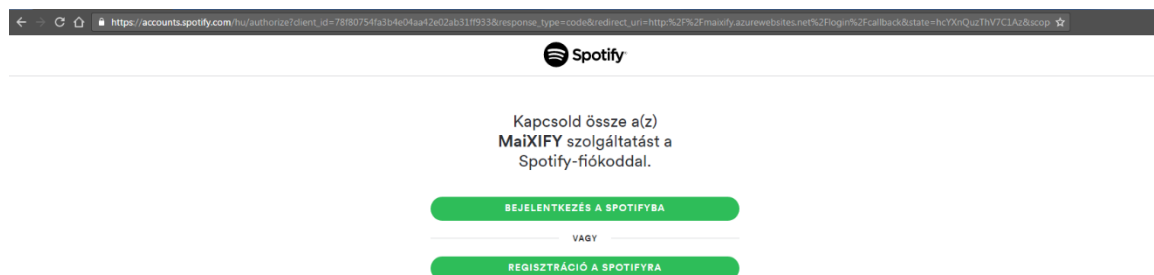 https://accounts.spotify.com/hu/authorize?client_id=78f80754fa3b4e04aa42e02ab31ff933&response_type=code&redirect_uri=http:%2F%2Fmaixify.azurewebsites.net%2Flogin%2Fcallback&state=hcYXnQuzThV7C1Az&scop
Spotify
Kapcsold össze a(z)
MaiXIFY szolgáltatást a
Spotify-fiókoddal.
BEJELENTKEZÉS A SPOTIFYBA
VAGY
REGISZTRÁCIÓ A SPOTIFYRA